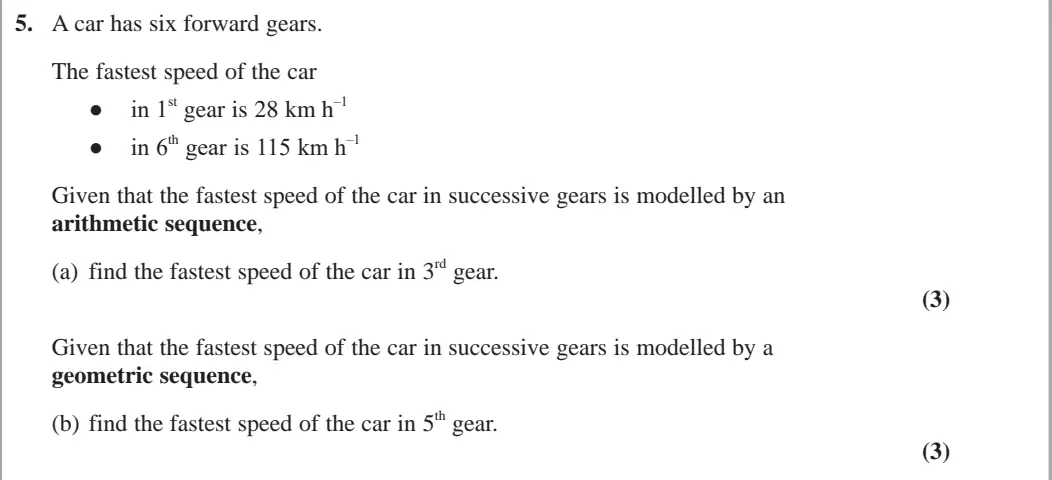 5. A car has six forward gears.
The fastest speed of the car
● in 1st gear is 28 km h–1
● in 6th gear is 115 km h–1
Given that the fastest speed of the car in successive gears is modelled by an
arithmetic sequence,
(a) find the fastest speed of the car in 3rd gear.
(3)
Given that the fastest speed of the car in successive gears is modelled by a
geometric sequence,
(b) find the fastest speed of the car in 5th gear.
(3)